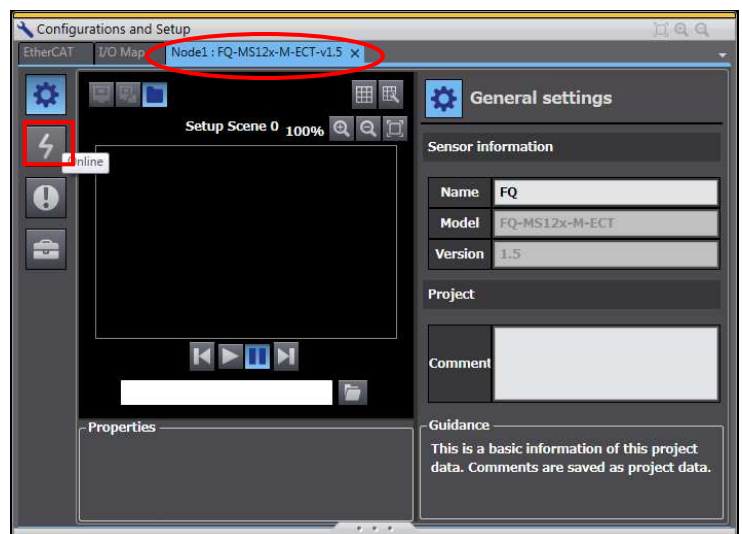 Configurations and Setup
EtherCAT
I/O Map
Node1 : FQ-MS12x-M-ECT-v1.5 x
Setup Scene 0 100%
Online
General settings
Sensor information
Name FQ
Model FQ-MS12x-M-ECT
Version 1.5
Project
Comment
Properties
Guidance
This is a basic information of this project
data. Comments are saved as project data.